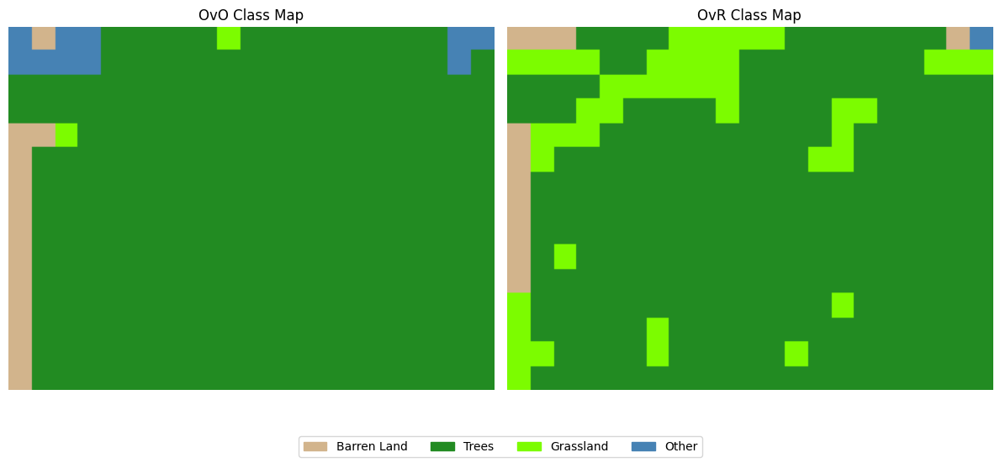 OvO Class Map
OvR Class Map
Barren Land
Trees
Grassland
Other